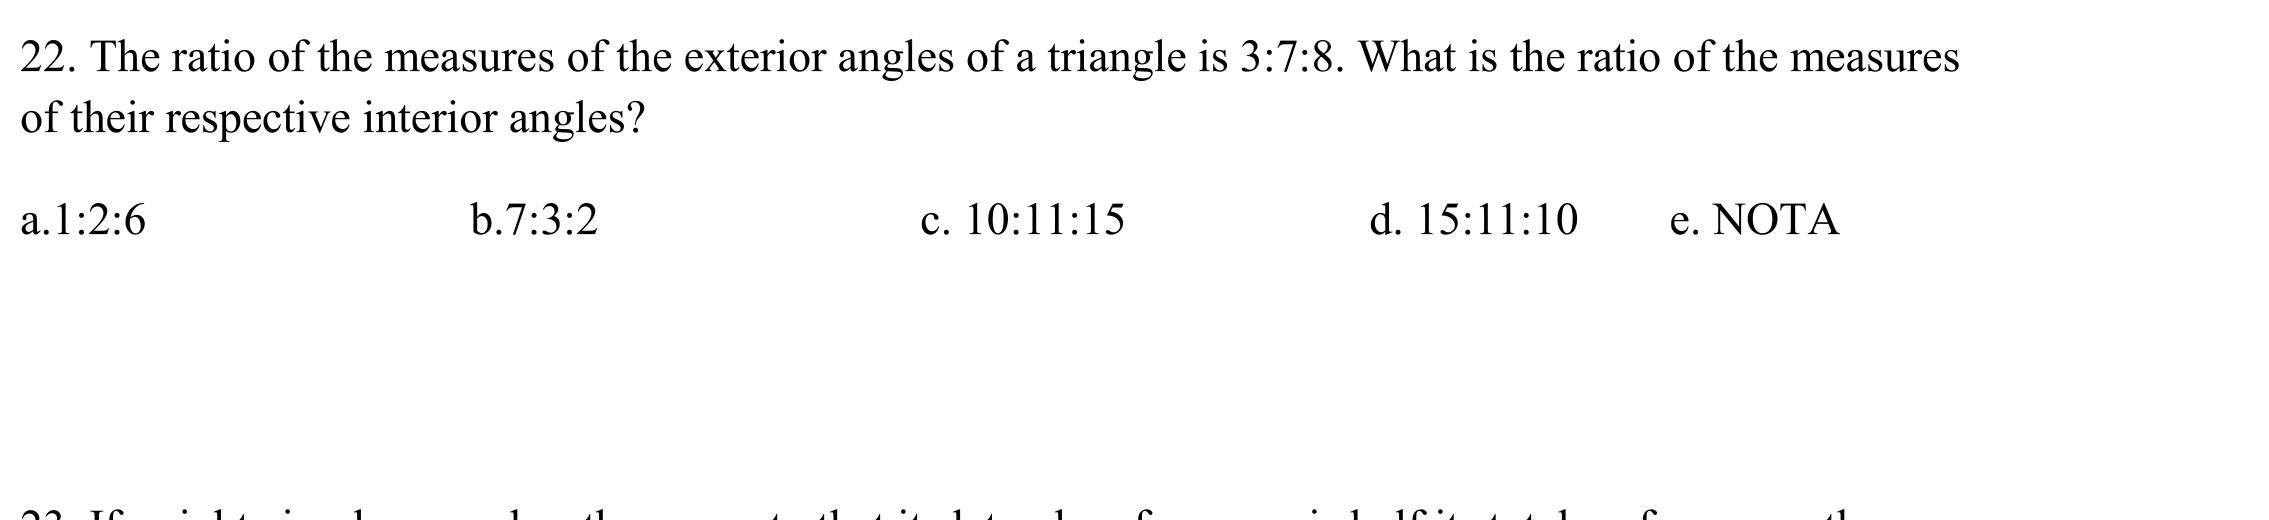 22. The ratio of the measures of the exterior angles of a triangle is 3:7:8. What is the ratio of the measures
of their respective interior angles?
a.1:2:6 b.7:3:2 c. 10:11:15 d. 15:11:10 e. NOTA